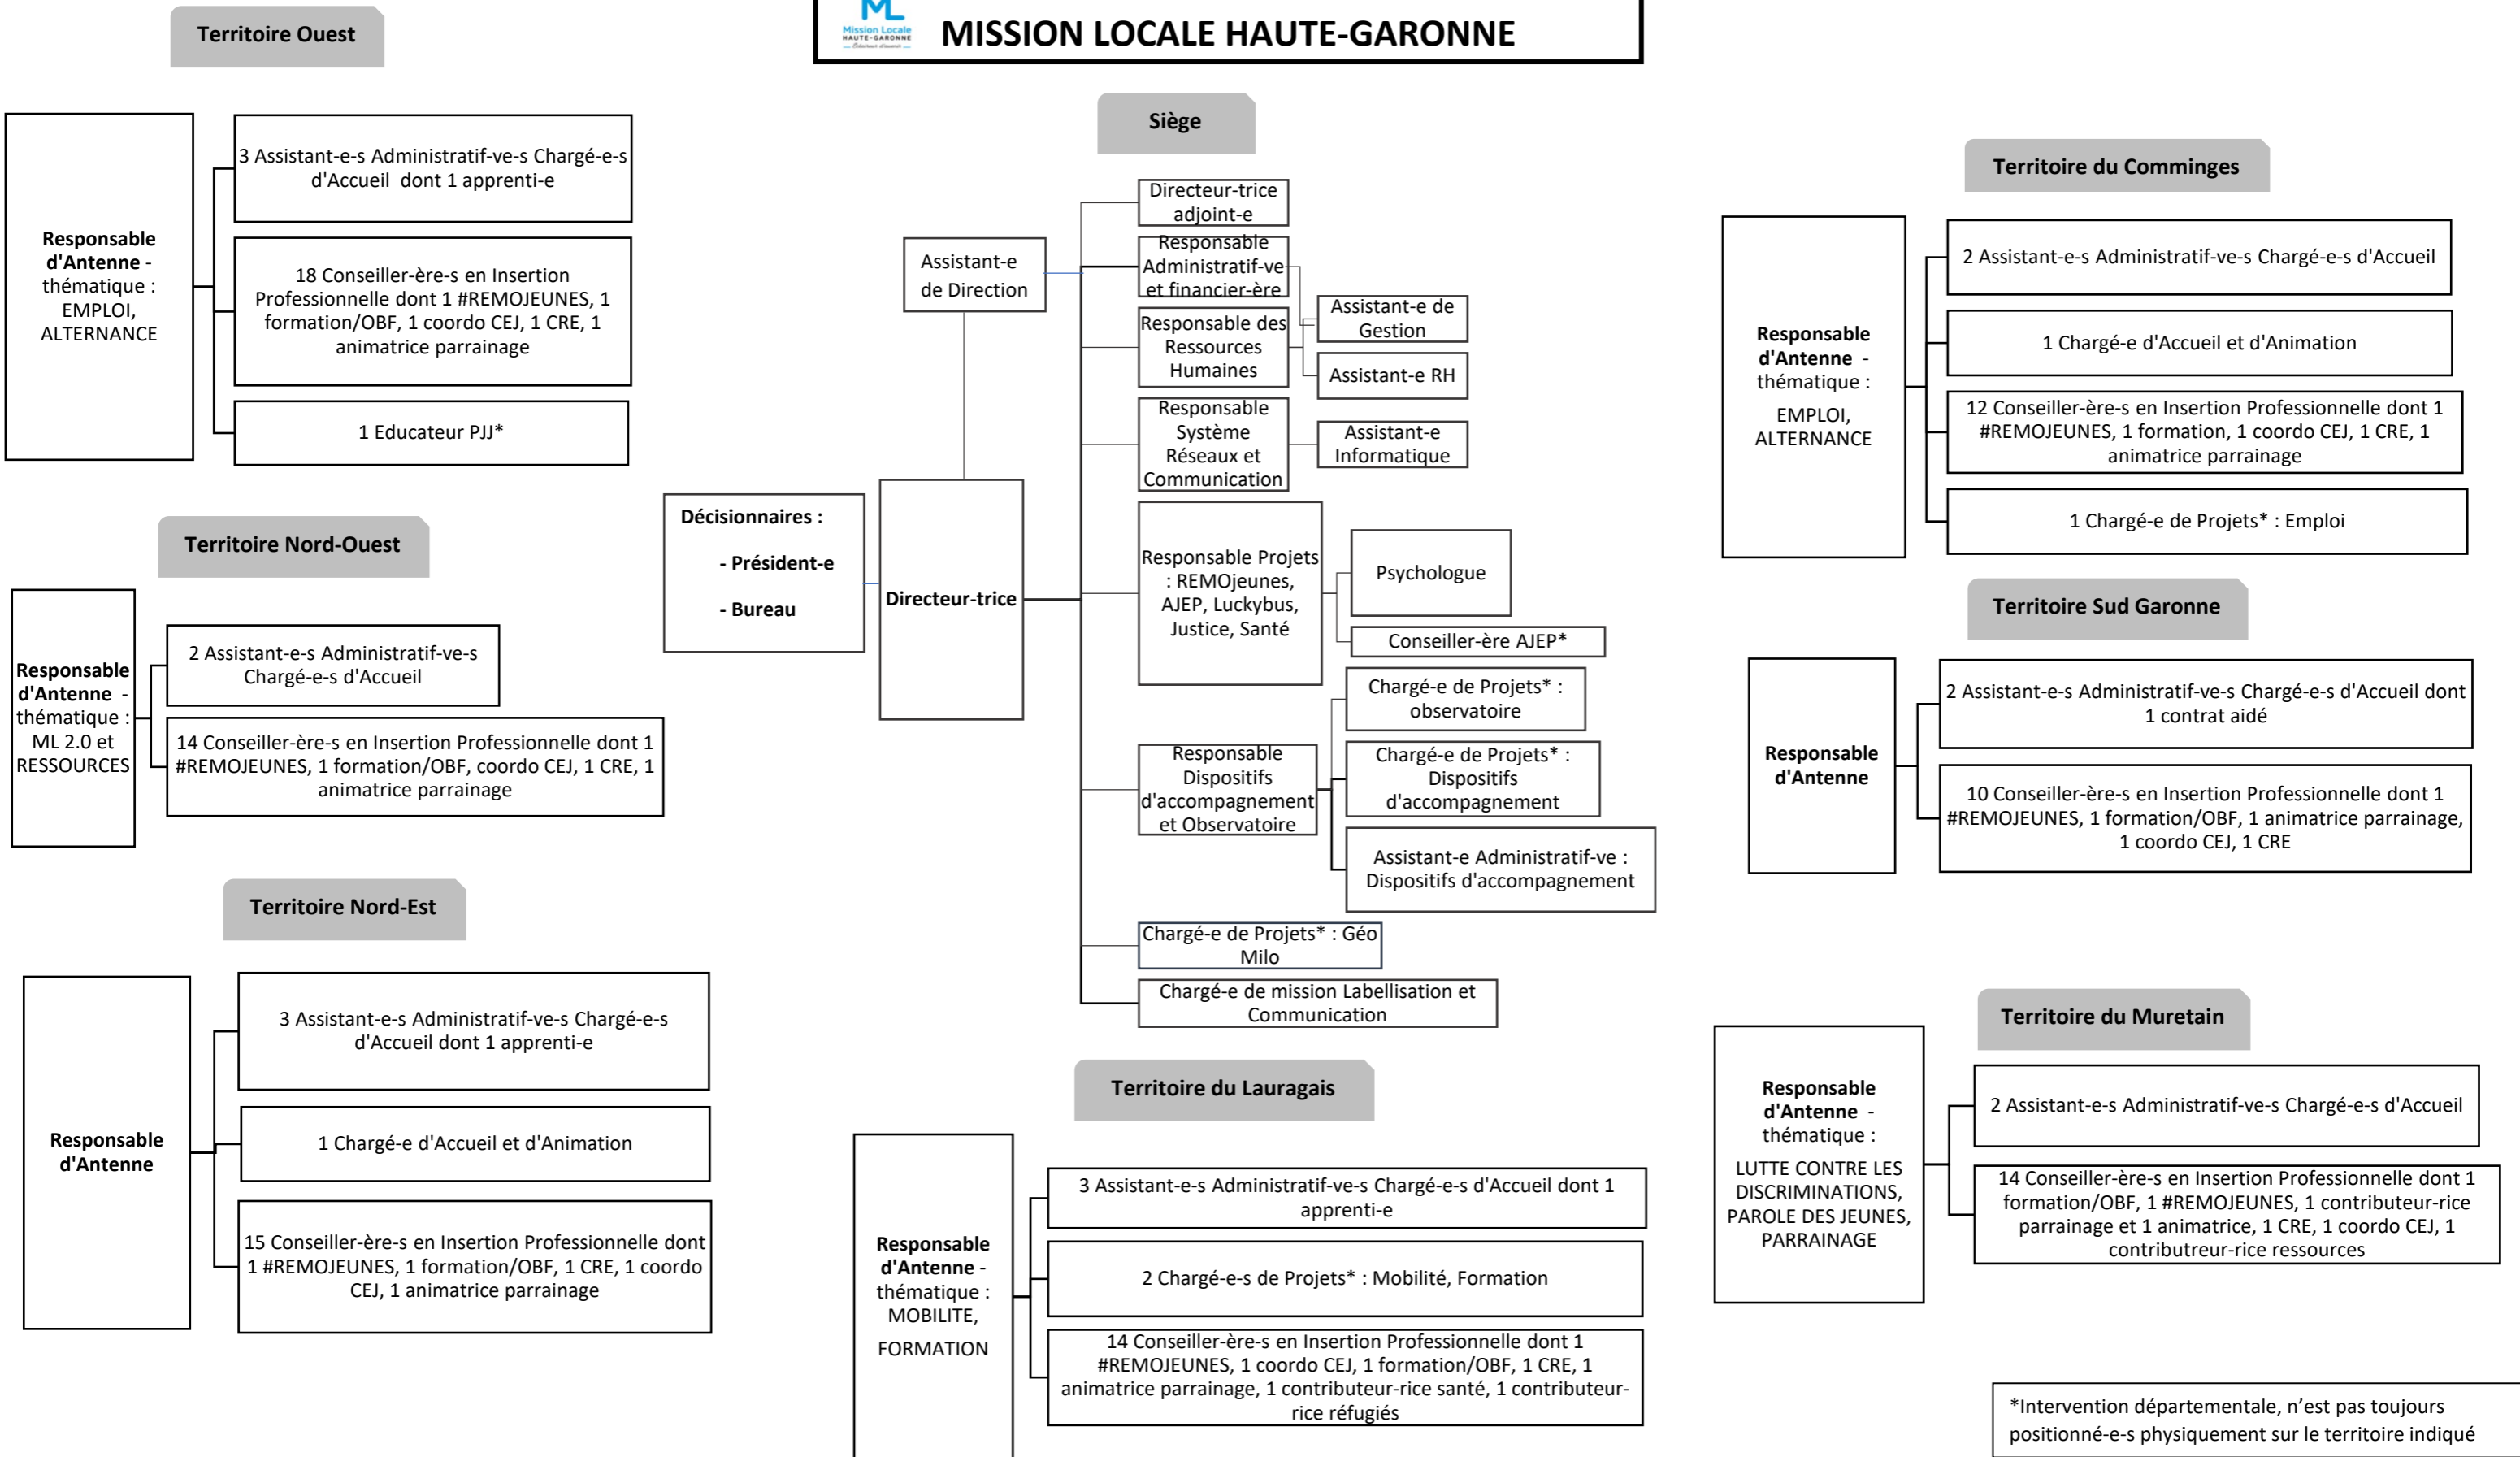 ML
Mission Locale
HAUTE-GARONNE
MISSION LOCALE HAUTE-GARONNE
Territoire Ouest
Responsable
d'Antenne -
thématique :
EMPLOI,
ALTERNANCE
3 Assistant-e-s Administratif-ve-s Chargé-e-s
d'Accueil dont 1 apprenti-e
18 Conseiller-ère-s en Insertion
Professionnelle dont 1 #REMOJEUNES, 1
formation/OBF, 1 coordo CEJ, 1 CRE, 1
animatrice parrainage
1 Educateur PJJ*
Territoire Nord-Ouest
Responsable
d'Antenne -
thématique :
ML 2.0 et
RESSOURCES
2 Assistant-e-s Administratif-ve-s
Chargé-e-s d'Accueil
14 Conseiller-ère-s en Insertion Professionnelle dont 1
#REMOJEUNES, 1 formation/OBF, coordo CEJ, 1 CRE, 1
animatrice parrainage
Territoire Nord-Est
Responsable
d'Antenne
3 Assistant-e-s Administratif-ve-s Chargé-e-s
d'Accueil dont 1 apprenti-e
1 Chargé-e d'Accueil et d'Animation
15 Conseiller-ère-s en Insertion Professionnelle dont
1 #REMOJEUNES, 1 formation/OBF, 1 CRE, 1 coordo
CEJ, 1 animatrice parrainage
Siège
Décisionnaires :
- Président-e
- Bureau
Directeur-trice
Assistant-e
de Direction
Directeur-trice
adjoint-e
Responsable
Administratif-ve
et financier-ère
Responsable des
Ressources
Humaines
Assistant-e de
Gestion
Assistant-e RH
Responsable
Système
Réseaux et
Communication
Assistant-e
Informatique
Responsable Projets
: REMOjeunes,
AJEP, Luckybus,
Justice, Santé
Psychologue
Conseiller-ère AJEP*
Responsable
Dispositifs
d'accompagnement
et Observatoire
Chargé-e de Projets* :
observatoire
Chargé-e de Projets* :
Dispositifs
d'accompagnement
Assistant-e Administratif-ve :
Dispositifs d'accompagnement
Chargé-e de Projets* : Géo
Milo
Chargé-e de mission Labellisation et
Communication
Territoire du Lauragais
Responsable
d'Antenne -
thématique :
MOBILITE,
FORMATION
3 Assistant-e-s Administratif-ve-s Chargé-e-s d'Accueil dont 1
apprenti-e
2 Chargé-e-s de Projets* : Mobilité, Formation
14 Conseiller-ère-s en Insertion Professionnelle dont 1
#REMOJEUNES, 1 coordo CEJ, 1 formation/OBF, 1 CRE, 1
animatrice parrainage, 1 contributeur-rice santé, 1 contributeur-
rice réfugiés
Territoire du Comminges
Responsable
d'Antenne -
thématique :
EMPLOI,
ALTERNANCE
2 Assistant-e-s Administratif-ve-s Chargé-e-s d'Accueil
1 Chargé-e d'Accueil et d'Animation
12 Conseiller-ère-s en Insertion Professionnelle dont 1
#REMOJEUNES, 1 formation, 1 coordo CEJ, 1 CRE, 1
animatrice parrainage
1 Chargé-e de Projets* : Emploi
Territoire Sud Garonne
Responsable
d'Antenne
2 Assistant-e-s Administratif-ve-s Chargé-e-s d'Accueil dont
1 contrat aidé
10 Conseiller-ère-s en Insertion Professionnelle dont 1
#REMOJEUNES, 1 formation/OBF, 1 animatrice parrainage,
1 coordo CEJ, 1 CRE
Territoire du Muretain
Responsable
d'Antenne -
thématique :
LUTTE CONTRE LES
DISCRIMINATIONS,
PAROLE DES JEUNES,
PARRAINAGE
2 Assistant-e-s Administratif-ve-s Chargé-e-s d'Accueil
14 Conseiller-ère-s en Insertion Professionnelle dont 1
formation/OBF, 1 #REMOJEUNES, 1 contributeur-rice
parrainage et 1 animatrice, 1 CRE, 1 coordo CEJ, 1
contributreur-rice ressources
*Intervention départementale, n’est pas toujours
positionné-e-s physiquement sur le territoire indiqué